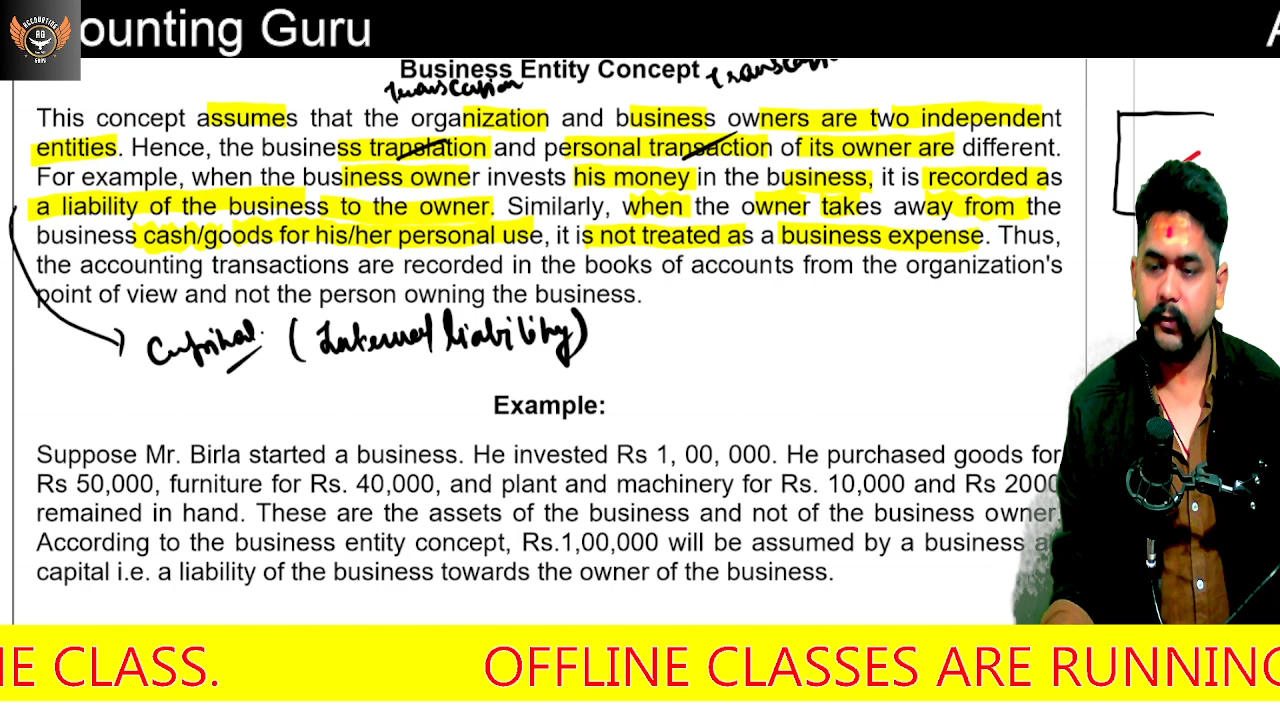 ounting Guru
A
ACCOUNTING
AG
GURU
Business Entity Concept
This concept assumes that the organization and business owners are two independent
entities. Hence, the business translation and personal transaction of its owner are different.
For example, when the business owner invests his money in the business, it is recorded as
a liability of the business to the owner. Similarly, when the owner takes away from the
business cash/goods for his/her personal use, it is not treated as a business expense. Thus,
the accounting transactions are recorded in the books of accounts from the organization's
point of view and not the person owning the business.
(Internal liability)
Example:
Suppose Mr. Birla started a business. He invested Rs 1, 00, 000. He purchased goods for
Rs 50,000, furniture for Rs. 40,000, and plant and machinery for Rs. 10,000 and Rs 2000
remained in hand. These are the assets of the business and not of the business owner.
According to the business entity concept, Rs.1,00,000 will be assumed by a business a
capital i.e. a liability of the business towards the owner of the business.
NE CLASS. OFFLINE CLASSES ARE RUNNING